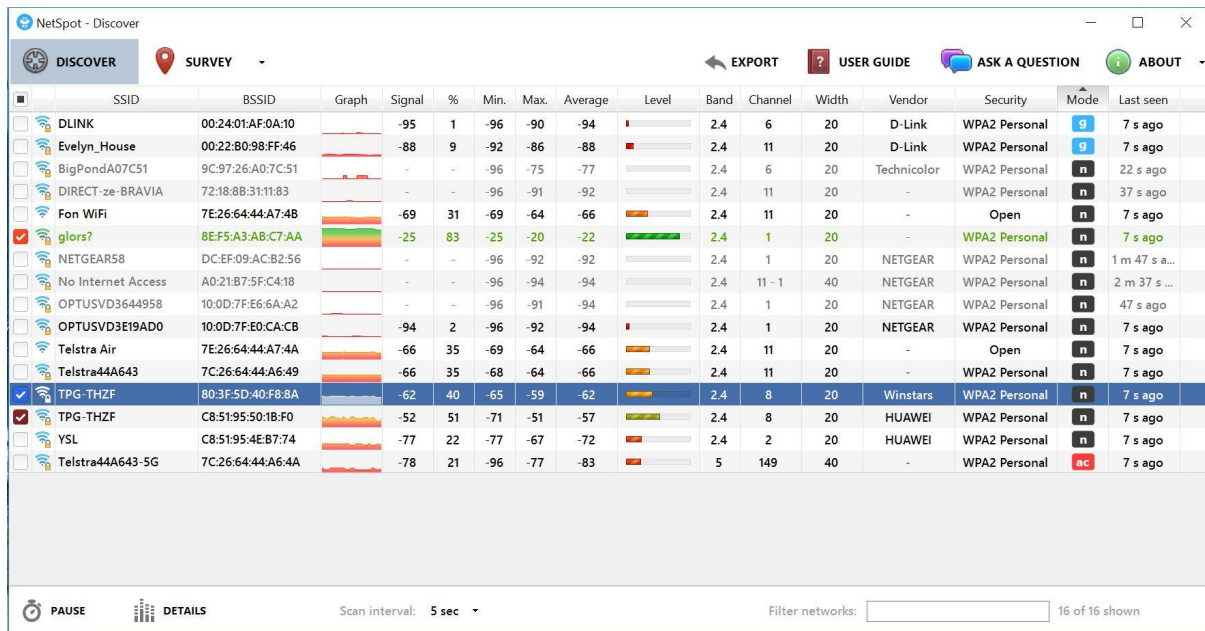 NetSpot - Discover
DISCOVER SURVEY EXPORT ? USER GUIDE ASK A QUESTION i ABOUT
SSID BSSID Graph Signal % Min. Max. Average Level Band Channel Width Vendor Security Mode Last seen
DLINK 00:24:01:AF:0A:10 -95 1 -96 -90 -94 2.4 6 20 D-Link WPA2 Personal g 7 s ago
Evelyn_House 00:22:B0:98:FF:46 -88 9 -92 -86 -88 2.4 11 20 D-Link WPA2 Personal g 7 s ago
BigPondA07C51 9C:97:26:A0:7C:51 - - -96 -75 -77 2.4 6 20 Technicolor WPA2 Personal n 22 s ago
DIRECT-ze-BRAVIA 72:18:8B:31:11:83 - - -96 -91 -92 2.4 11 20 - WPA2 Personal n 37 s ago
Fon WiFi 7E:26:64:44:A7:4B -69 31 -69 -64 -66 2.4 11 20 - Open n 7 s ago
glors? 8E:F5:A3:AB:C7:AA -25 83 -25 -20 -22 2.4 1 20 - WPA2 Personal n 7 s ago
NETGEAR58 DC:EF:09:AC:B2:56 - - -96 -92 -92 2.4 1 20 NETGEAR WPA2 Personal n 1 m 47 s a...
No Internet Access A0:21:B7:5F:C4:18 - - -96 -94 -94 2.4 11 - 1 40 NETGEAR WPA2 Personal n 2 m 37 s ...
OPTUSVD3644958 10:0D:7F:E6:6A:A2 - - -96 -91 -94 2.4 1 20 NETGEAR WPA2 Personal n 47 s ago
OPTUSVD3E19AD0 10:0D:7F:E0:CA:CB -94 2 -96 -92 -94 2.4 1 20 NETGEAR WPA2 Personal n 7 s ago
Telstra Air 7E:26:64:44:A7:4A -66 35 -69 -64 -66 2.4 11 20 - Open n 7 s ago
Telstra44A643 7C:26:64:44:A6:49 -66 35 -68 -64 -66 2.4 11 20 - WPA2 Personal n 7 s ago
TPG-THZF 80:3F:5D:40:F8:8A -62 40 -65 -59 -62 2.4 8 20 Winstars WPA2 Personal n 7 s ago
TPG-THZF C8:51:95:50:1B:F0 -52 51 -71 -51 -57 2.4 8 20 HUAWEI WPA2 Personal n 7 s ago
YSL C8:51:95:4E:B7:74 -77 22 -77 -67 -72 2.4 2 20 HUAWEI WPA2 Personal n 7 s ago
Telstra44A643-5G 7C:26:64:44:A6:4A -78 21 -96 -77 -83 5 149 40 - WPA2 Personal ac 7 s ago
PAUSE DETAILS Scan interval: 5 sec Filter networks: 16 of 16 shown